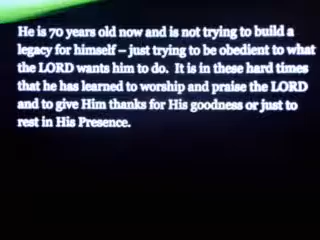 He is 70 years old now and is not trying to build a
legacy for himself – just trying to be obedient to what
the LORD wants him to do.  It is in these hard times
that he has learned to worship and praise the LORD
and to give Him thanks for His goodness or just to
rest in His Presence.